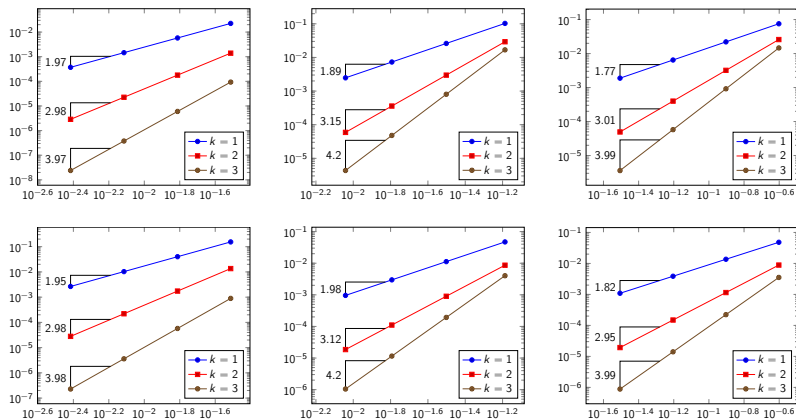 10⁻¹
10⁻²
10⁻³
10⁻⁴
10⁻⁵
10⁻⁶
10⁻⁷
10⁻⁸
1.97
2.98
3.97
k = 1
k = 2
k = 3
10⁻²·⁶ 10⁻²·⁴ 10⁻²·² 10⁻² 10⁻¹·⁸ 10⁻¹·⁶
10⁻¹
10⁻²
10⁻³
10⁻⁴
10⁻⁵
1.89
3.15
4.2
k = 1
k = 2
k = 3
10⁻²·² 10⁻² 10⁻¹·⁸ 10⁻¹·⁶ 10⁻¹·⁴ 10⁻¹·²
10⁻¹
10⁻²
10⁻³
10⁻⁴
10⁻⁵
1.77
3.01
3.99
k = 1
k = 2
k = 3
10⁻¹·⁶ 10⁻¹·⁴ 10⁻¹·² 10⁻¹ 10⁻⁰·⁸ 10⁻⁰·⁶
10⁻¹
10⁻²
10⁻³
10⁻⁴
10⁻⁵
10⁻⁶
10⁻⁷
1.95
2.98
3.98
k = 1
k = 2
k = 3
10⁻²·⁶ 10⁻²·⁴ 10⁻²·² 10⁻² 10⁻¹·⁸ 10⁻¹·⁶
10⁻¹
10⁻²
10⁻³
10⁻⁴
10⁻⁵
10⁻⁶
1.98
3.12
4.2
k = 1
k = 2
k = 3
10⁻²·² 10⁻² 10⁻¹·⁸ 10⁻¹·⁶ 10⁻¹·⁴ 10⁻¹·²
10⁻¹
10⁻²
10⁻³
10⁻⁴
10⁻⁵
10⁻⁶
1.82
2.95
3.99
k = 1
k = 2
k = 3
10⁻¹·⁶ 10⁻¹·⁴ 10⁻¹·² 10⁻¹ 10⁻⁰·⁸ 10⁻⁰·⁶